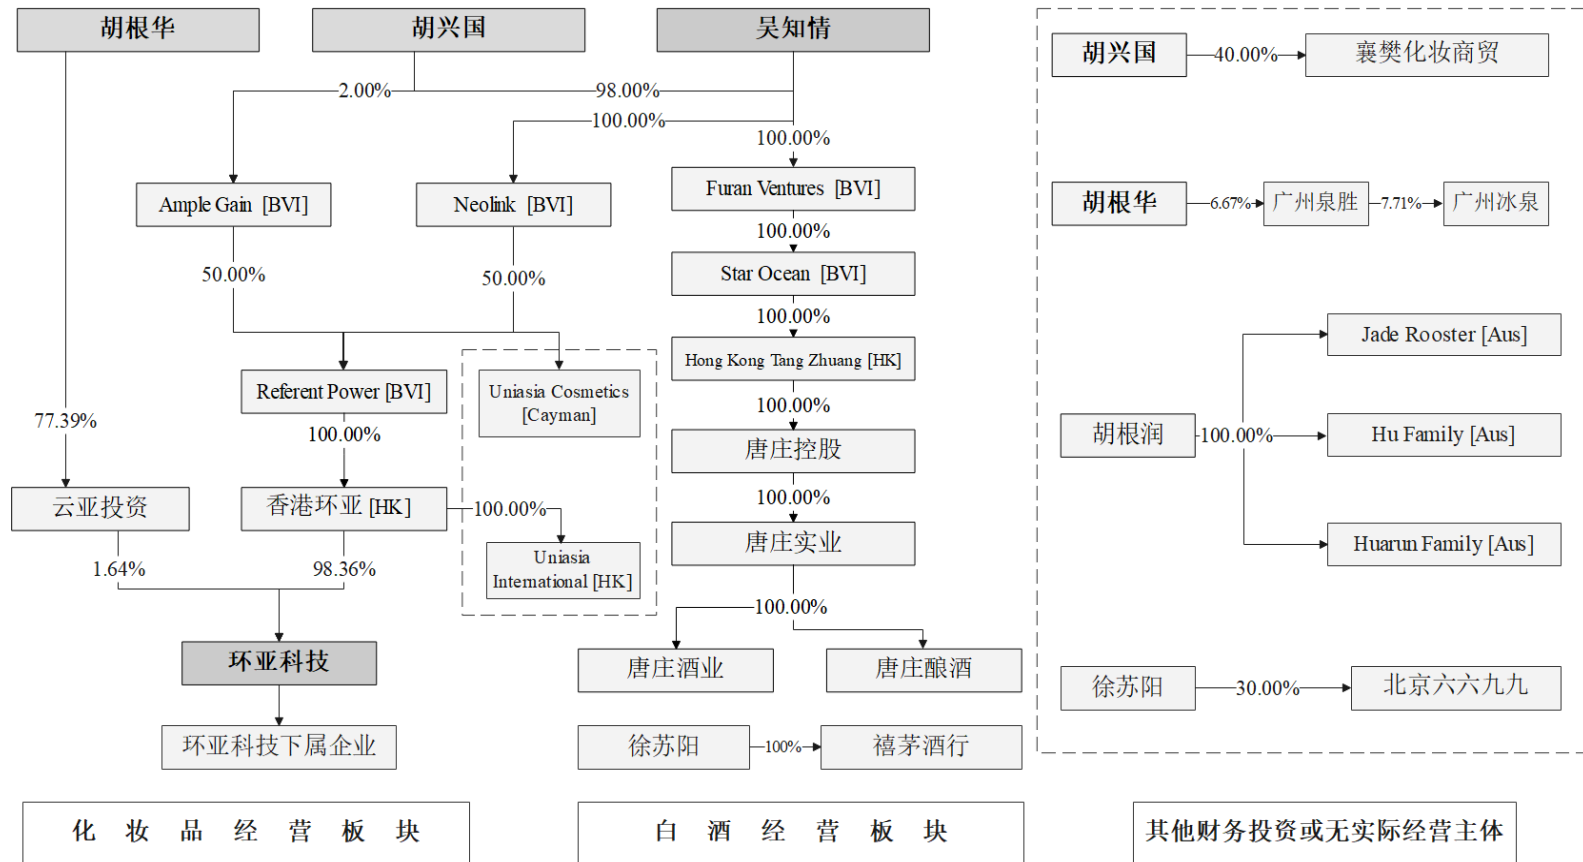 胡根华
胡兴国
吴知情
2.00%
98.00%
100.00%
100.00%
Ample Gain [BVI]
Neolink [BVI]
Furan Ventures [BVI]
100.00%
50.00%
50.00%
Star Ocean [BVI]
100.00%
Hong Kong Tang Zhuang [HK]
Referent Power [BVI]
Uniasia Cosmetics
[Cayman]
77.39%
100.00%
100.00%
唐庄控股
云亚投资
香港环亚 [HK]
100.00%
100.00%
Uniasia
International [HK]
唐庄实业
1.64%
98.36%
100.00%
环亚科技
唐庄酒业
唐庄酿酒
环亚科技下属企业
徐苏阳
100%
禧茅酒行
化妆品经营板块
白酒经营板块
胡兴国
40.00%
襄樊化妆商贸
胡根华
6.67%
广州泉胜
7.71%
广州冰泉
Jade Rooster [Aus]
胡根润
100.00%
Hu Family [Aus]
Huarun Family [Aus]
徐苏阳
30.00%
北京六六九九
其他财务投资或无实际经营主体